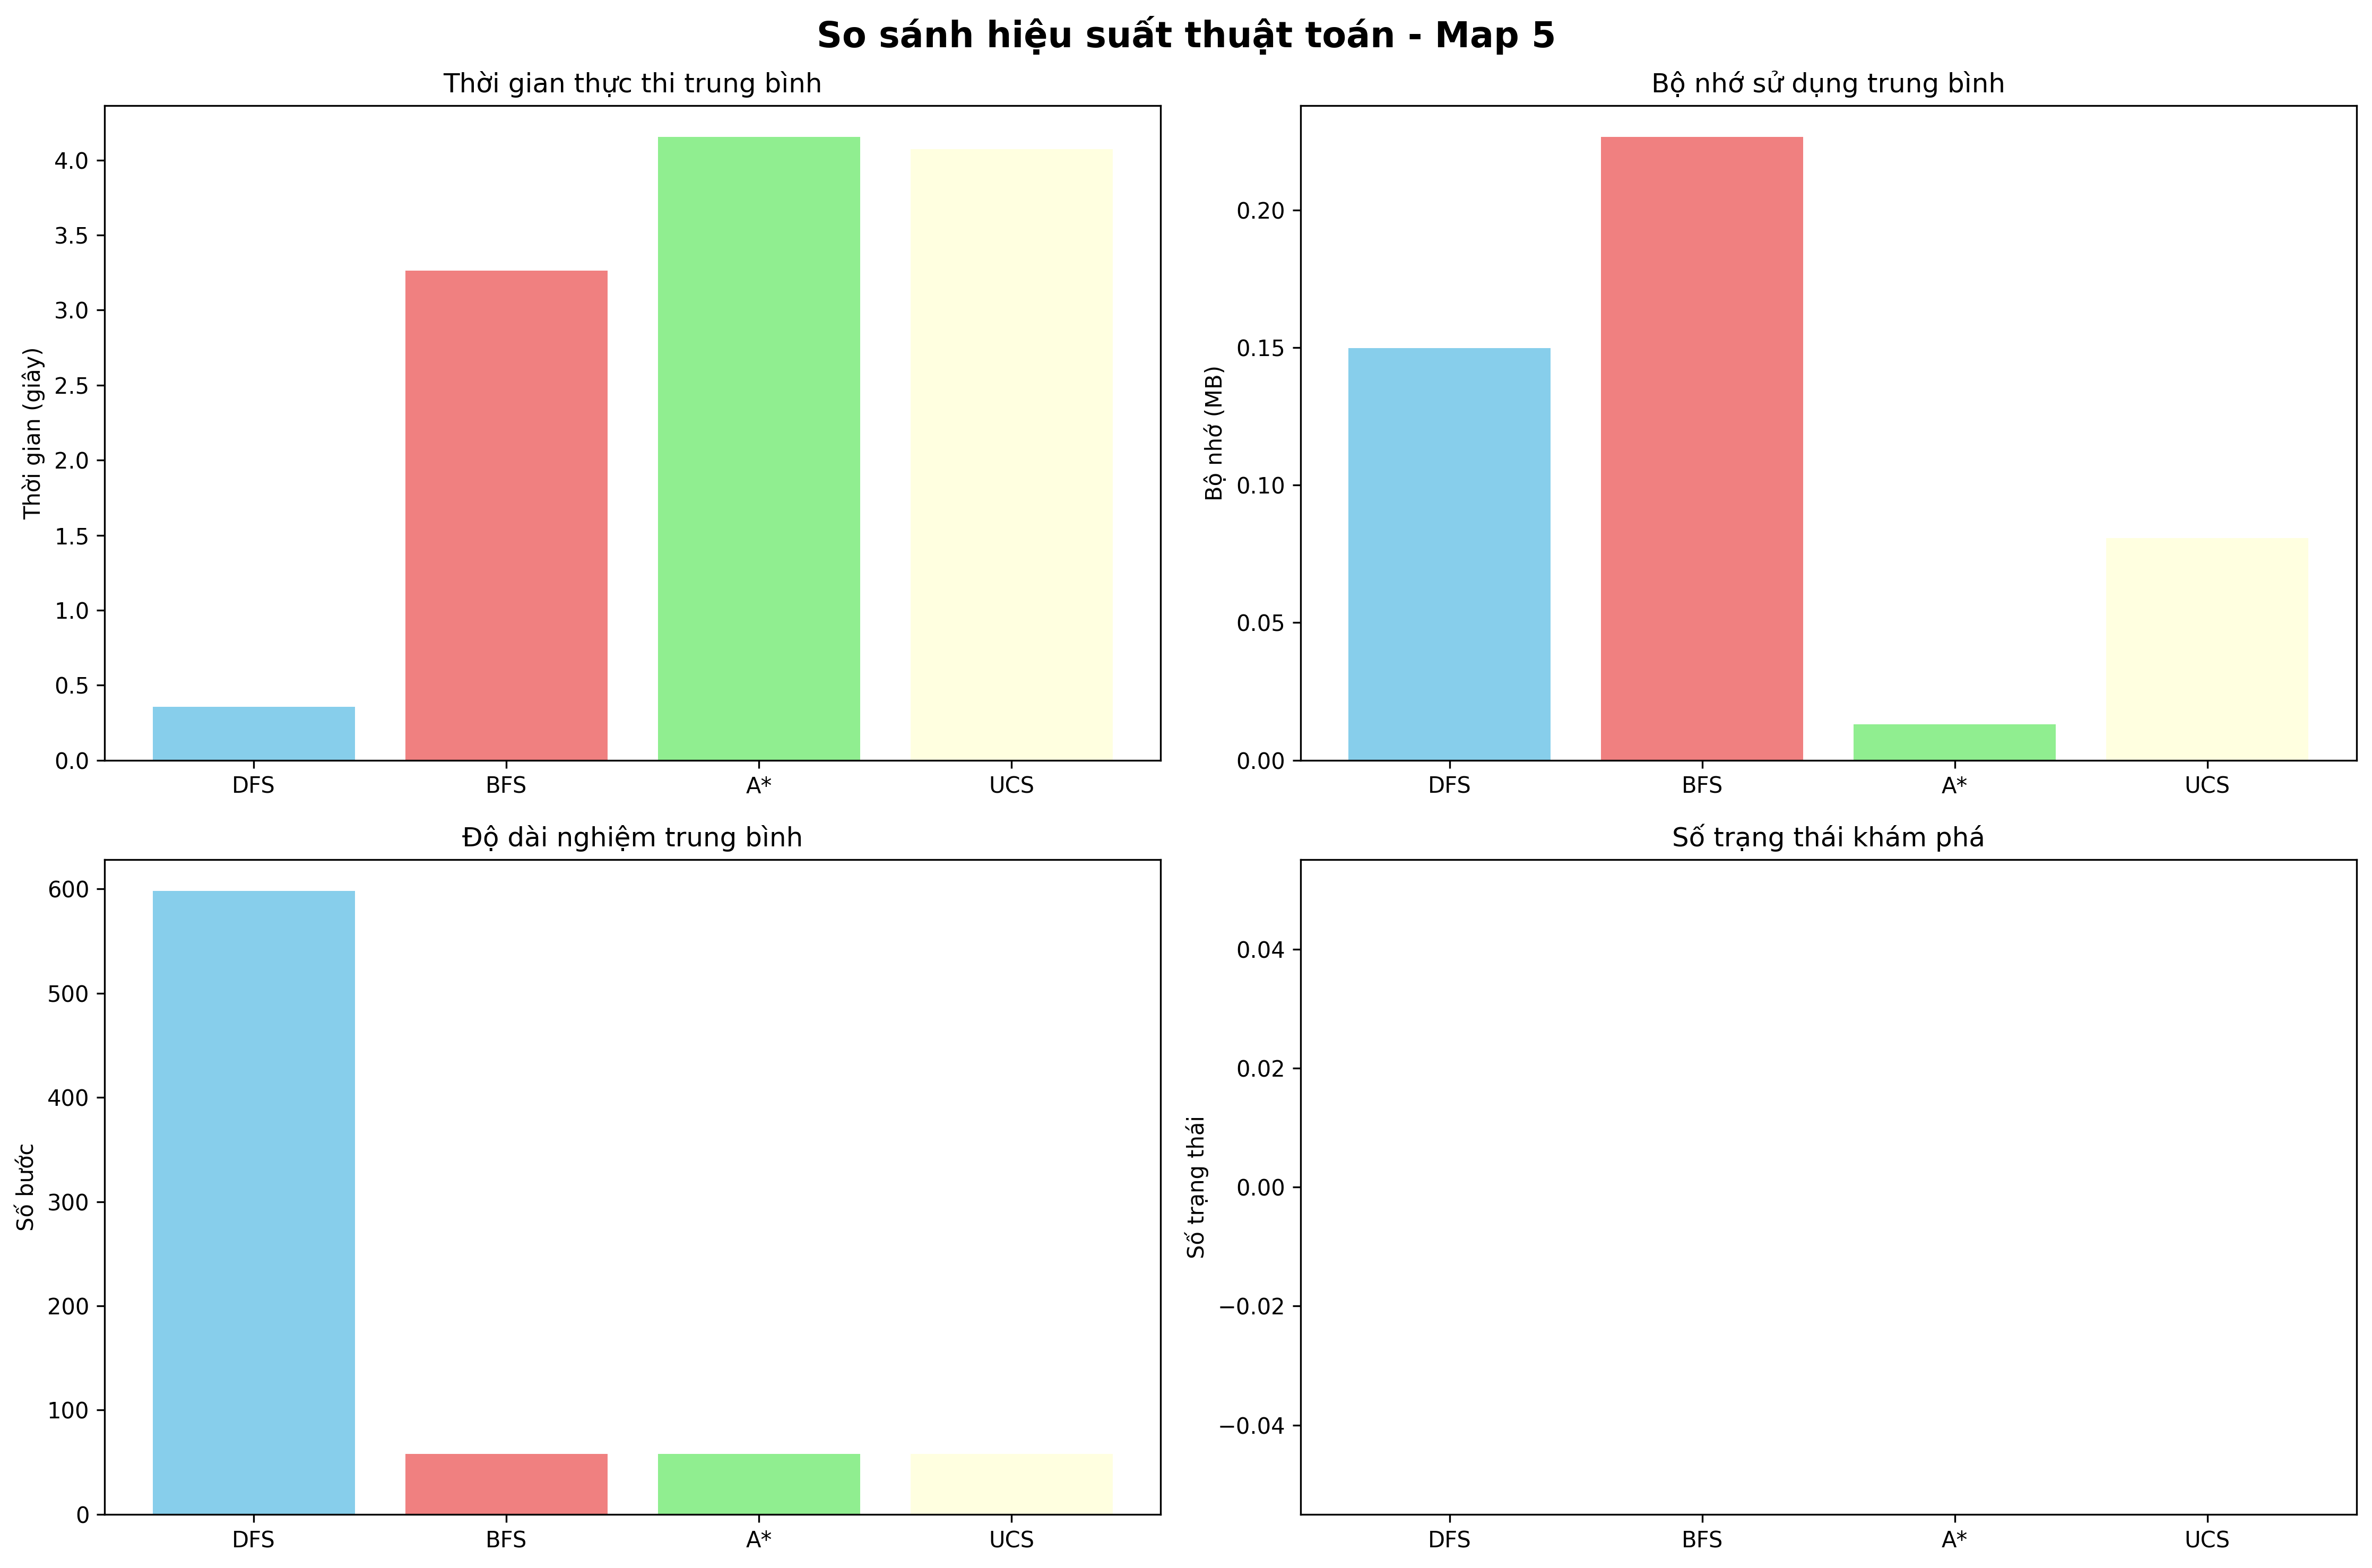 So sánh hiệu suất thuật toán - Map 5
Thời gian thực thi trung bình
Thời gian (giây)
4.0
3.5
3.0
2.5
2.0
1.5
1.0
0.5
0.0
DFS BFS A* UCS
Bộ nhớ sử dụng trung bình
Bộ nhớ (MB)
0.20
0.15
0.10
0.05
0.00
DFS BFS A* UCS
Độ dài nghiệm trung bình
Số bước
600
500
400
300
200
100
0
DFS BFS A* UCS
Số trạng thái khám phá
Số trạng thái
0.04
0.02
0.00
−0.02
−0.04
DFS BFS A* UCS